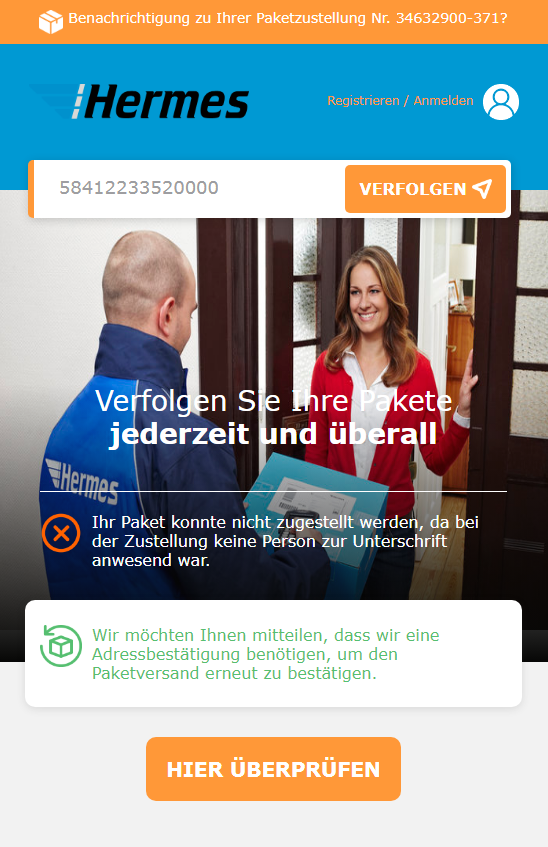 Benachrichtigung zu Ihrer Paketzustellung Nr. 34632900-371?
Hermes
Registrieren / Anmelden
58412233520000
VERFOLGEN
Verfolgen Sie Ihre Pakete
jederzeit und überall
Hermes
Ihr Paket konnte nicht zugestellt werden, da bei
der Zustellung keine Person zur Unterschrift
anwesend war.
Wir möchten Ihnen mitteilen, dass wir eine
Adressbestätigung benötigen, um den
Paketversand erneut zu bestätigen.
HIER ÜBERPRÜFEN